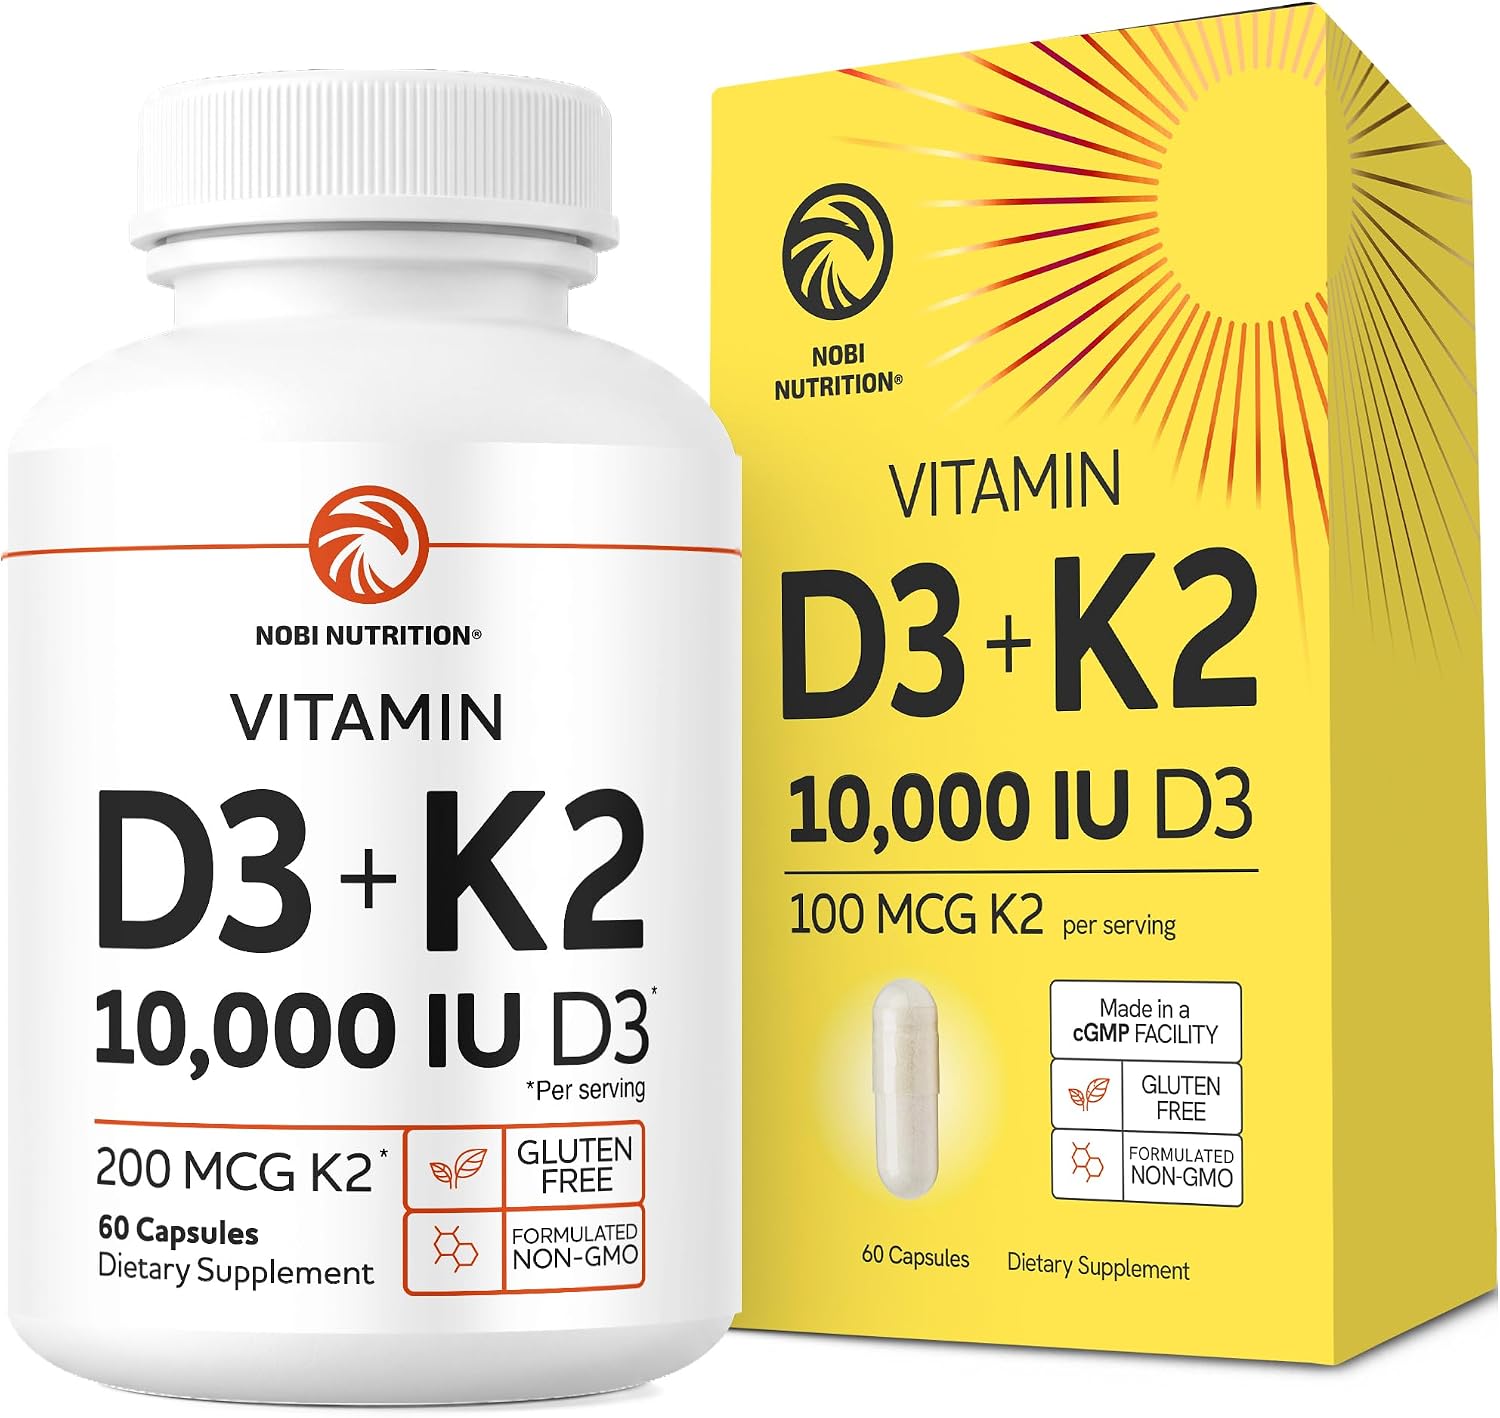 NOBI NUTRITION®
VITAMIN
D3+K2
10,000 IU D3*
*Per serving
200 MCG K2*
60 Capsules
Dietary Supplement
GLUTEN
FREE
FORMULATED
NON-GMO
NOBI
NUTRITION®
VITAMIN
D3+K2
10,000 IU D3
100 MCG K2 per serving
Made in a
cGMP FACILITY
GLUTEN
FREE
FORMULATED
NON-GMO
60 Capsules
Dietary Supplement